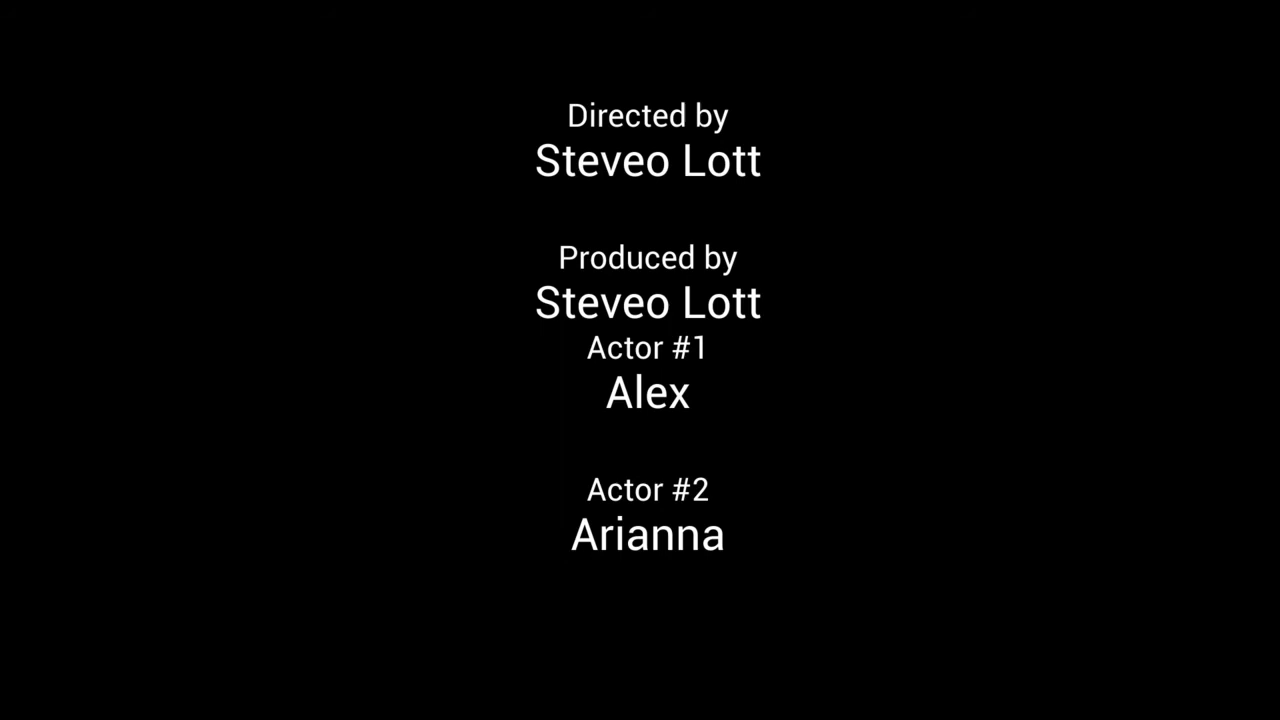 Directed by
Steveo Lott
Produced by
Steveo Lott
Actor #1
Alex
Actor #2
Arianna